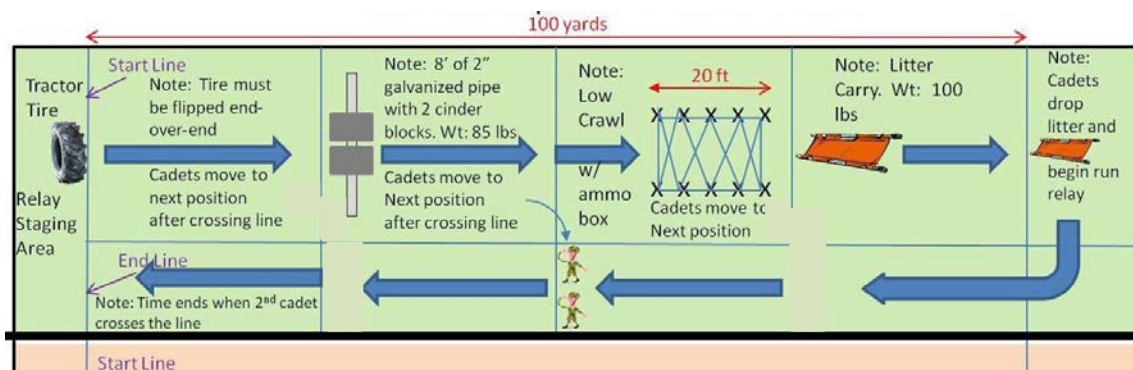 100 yards
Tractor
Tire
Relay
Staging
Area
Start Line
Note: Tire must
be flipped end-
over-end
Cadets move to
next position
after crossing line
Note: 8' of 2"
galvanized pipe
with 2 cinder
blocks. Wt: 85 lbs
Cadets move to
Next position
after crossing line
Note:
Low
Crawl
w/
ammo
box
20 ft
Cadets move to
Next position
Note: Litter
Carry. Wt: 100
lbs
Note:
Cadets
drop
litter and
begin run
relay
End Line
Note: Time ends when 2nd cadet
crosses the line
Start Line